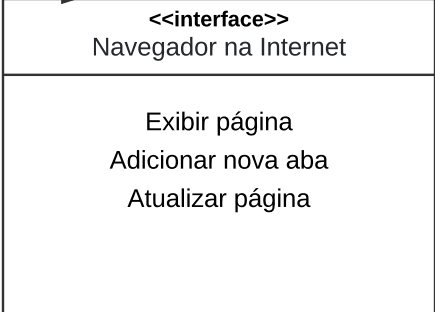 <<interface>>
Navegador na Internet
Exibir página
Adicionar nova aba
Atualizar página